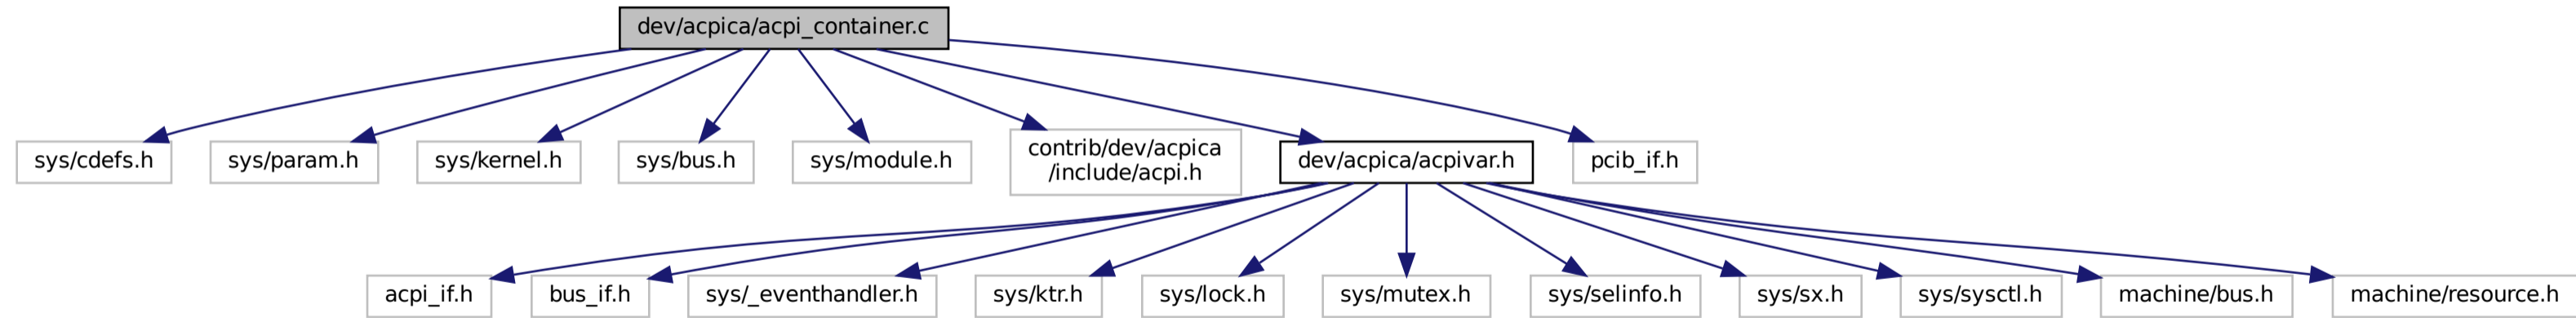 dev/acpica/acpi_container.c
sys/cdefs.h
sys/param.h
sys/kernel.h
sys/bus.h
sys/module.h
contrib/dev/acpica
/include/acpi.h
dev/acpica/acpivar.h
pcib_if.h
acpi_if.h
bus_if.h
sys/_eventhandler.h
sys/ktr.h
sys/lock.h
sys/mutex.h
sys/selinfo.h
sys/sx.h
sys/sysctl.h
machine/bus.h
machine/resource.h